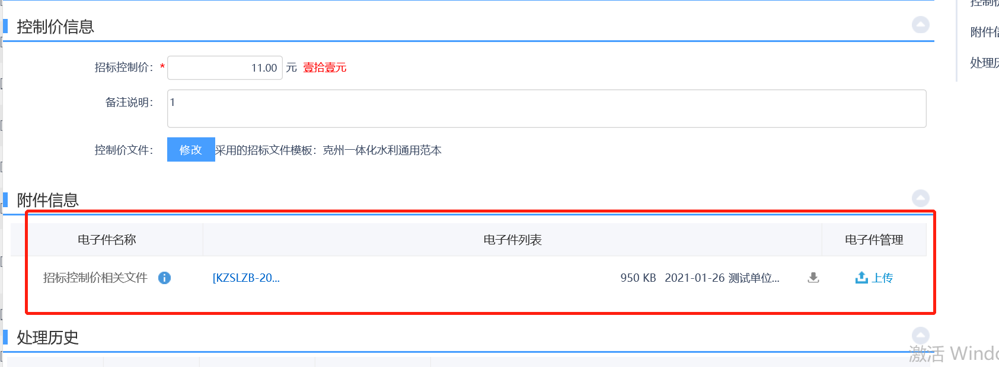 控制价信息
招标控制价：* 11.00 元 壹拾壹元
备注说明： 1
控制价文件： 修改 采用的招标文件模板：克州一体化水利通用范本
附件信息
电子件名称 电子件列表 电子件管理
招标控制价相关文件 [KZSLZB-20... 950 KB 2021-01-26 测试单位... 上传
处理历史
激活 Windo
控制价
附件信
处理历